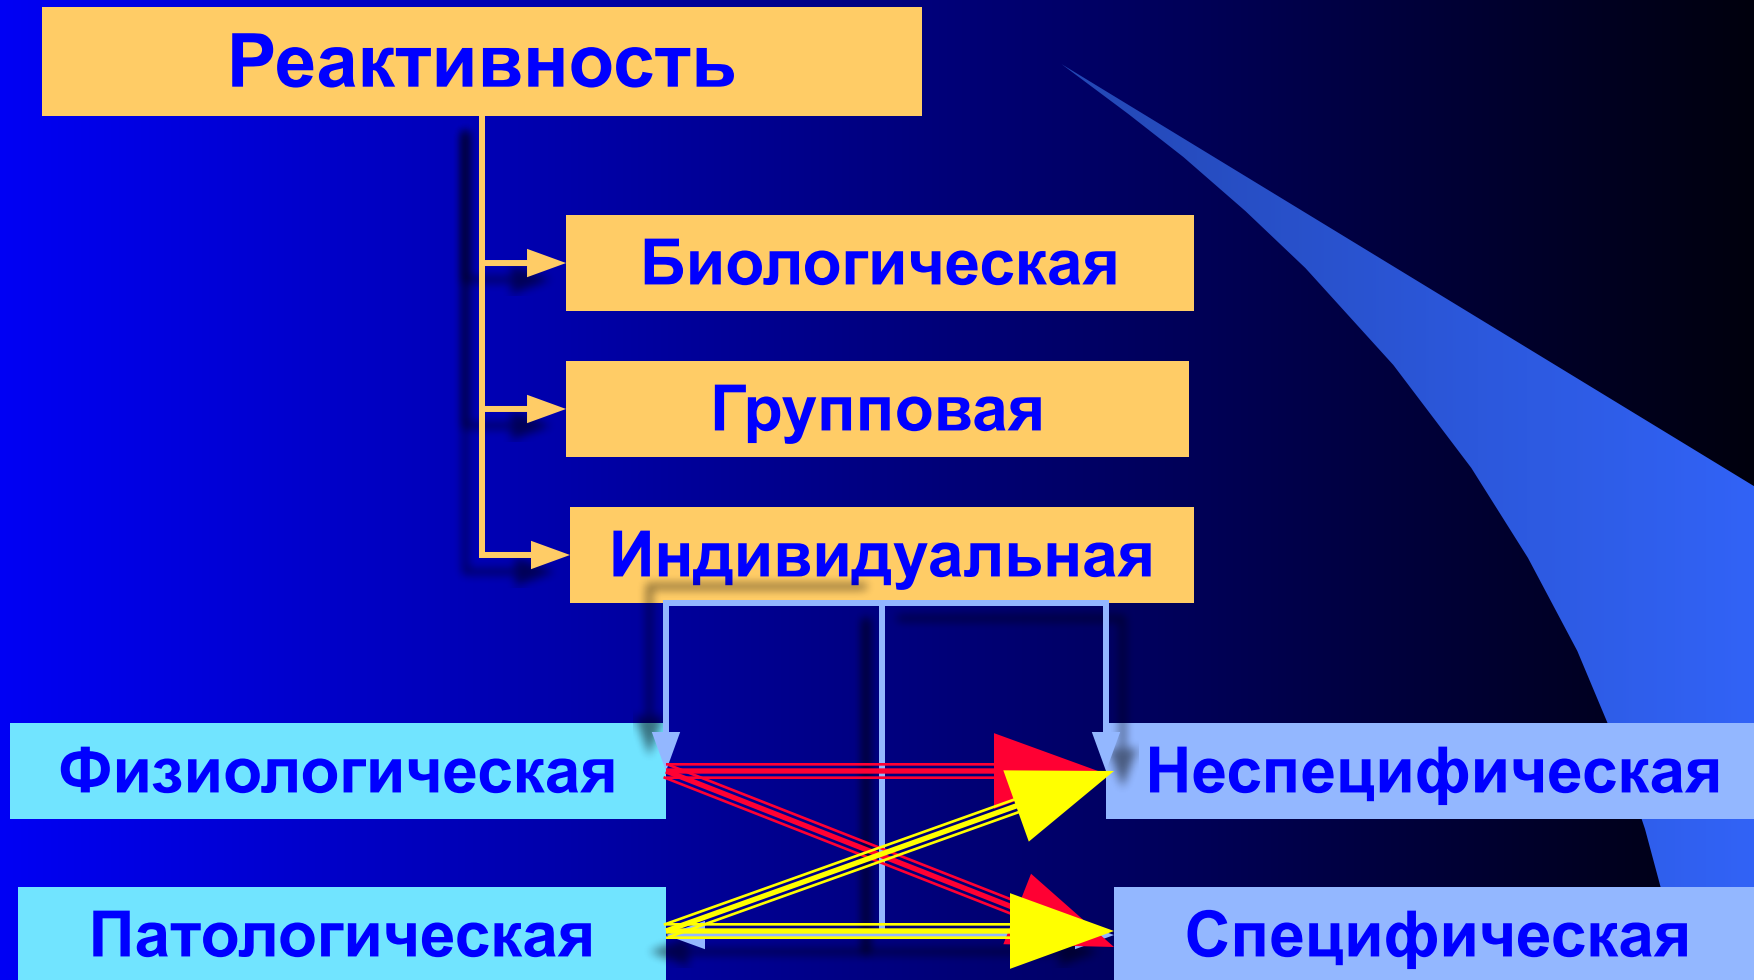 Реактивность
Биологическая
Групповая
Индивидуальная
Физиологическая
Неспецифическая
Патологическая
Специфическая